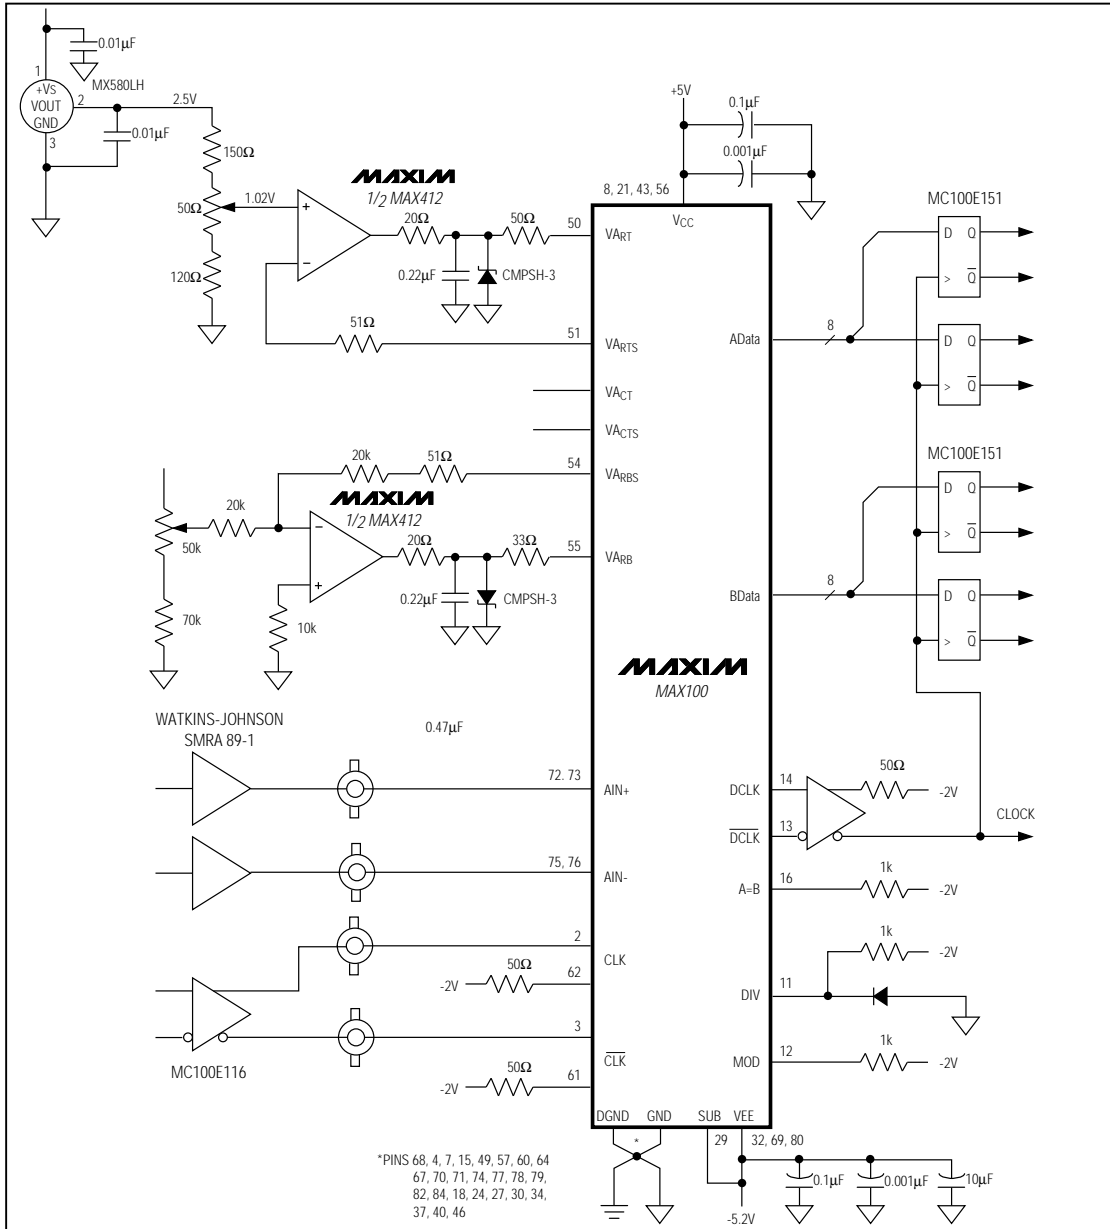 0.01µF
1
+VS
VOUT
GND
MX580LH
2
2.5V
3
0.01µF
150Ω
50Ω
1.02V
120Ω
MAXIM
1/2 MAX412
+
−
20Ω
50Ω
50
VART
0.22µF
CMPSH-3
51Ω
51
VARTS
VACT
VACTS
20k
51Ω
54
VARBS
MAXIM
1/2 MAX412
20k
50k
70k
−
+
10k
20Ω
33Ω
55
VARB
0.22µF
CMPSH-3
+5V
0.1µF
0.001µF
8, 21, 43, 56
VCC
MC100E151
D Q
> Q
AData
8
D Q
> Q
MC100E151
D Q
> Q
BData
8
D Q
> Q
MAXIM
MAX100
WATKINS-JOHNSON
SMRA 89-1
0.47µF
72. 73
AIN+
75, 76
AIN-
2
CLK
-2V
50Ω
62
3
CLK
MC100E116
-2V
50Ω
61
DCLK
14
50Ω
-2V
DCLK
13
CLOCK
A=B
16
1k
-2V
1k
-2V
DIV
11
MOD
12
1k
-2V
DGND GND SUB VEE
*
29
32, 69, 80
0.1µF
0.001µF
10µF
-5.2V
*PINS 68, 4, 7, 15, 49, 57, 60, 64
67, 70, 71, 74, 77, 78, 79,
82, 84, 18, 24, 27, 30, 34,
37, 40, 46